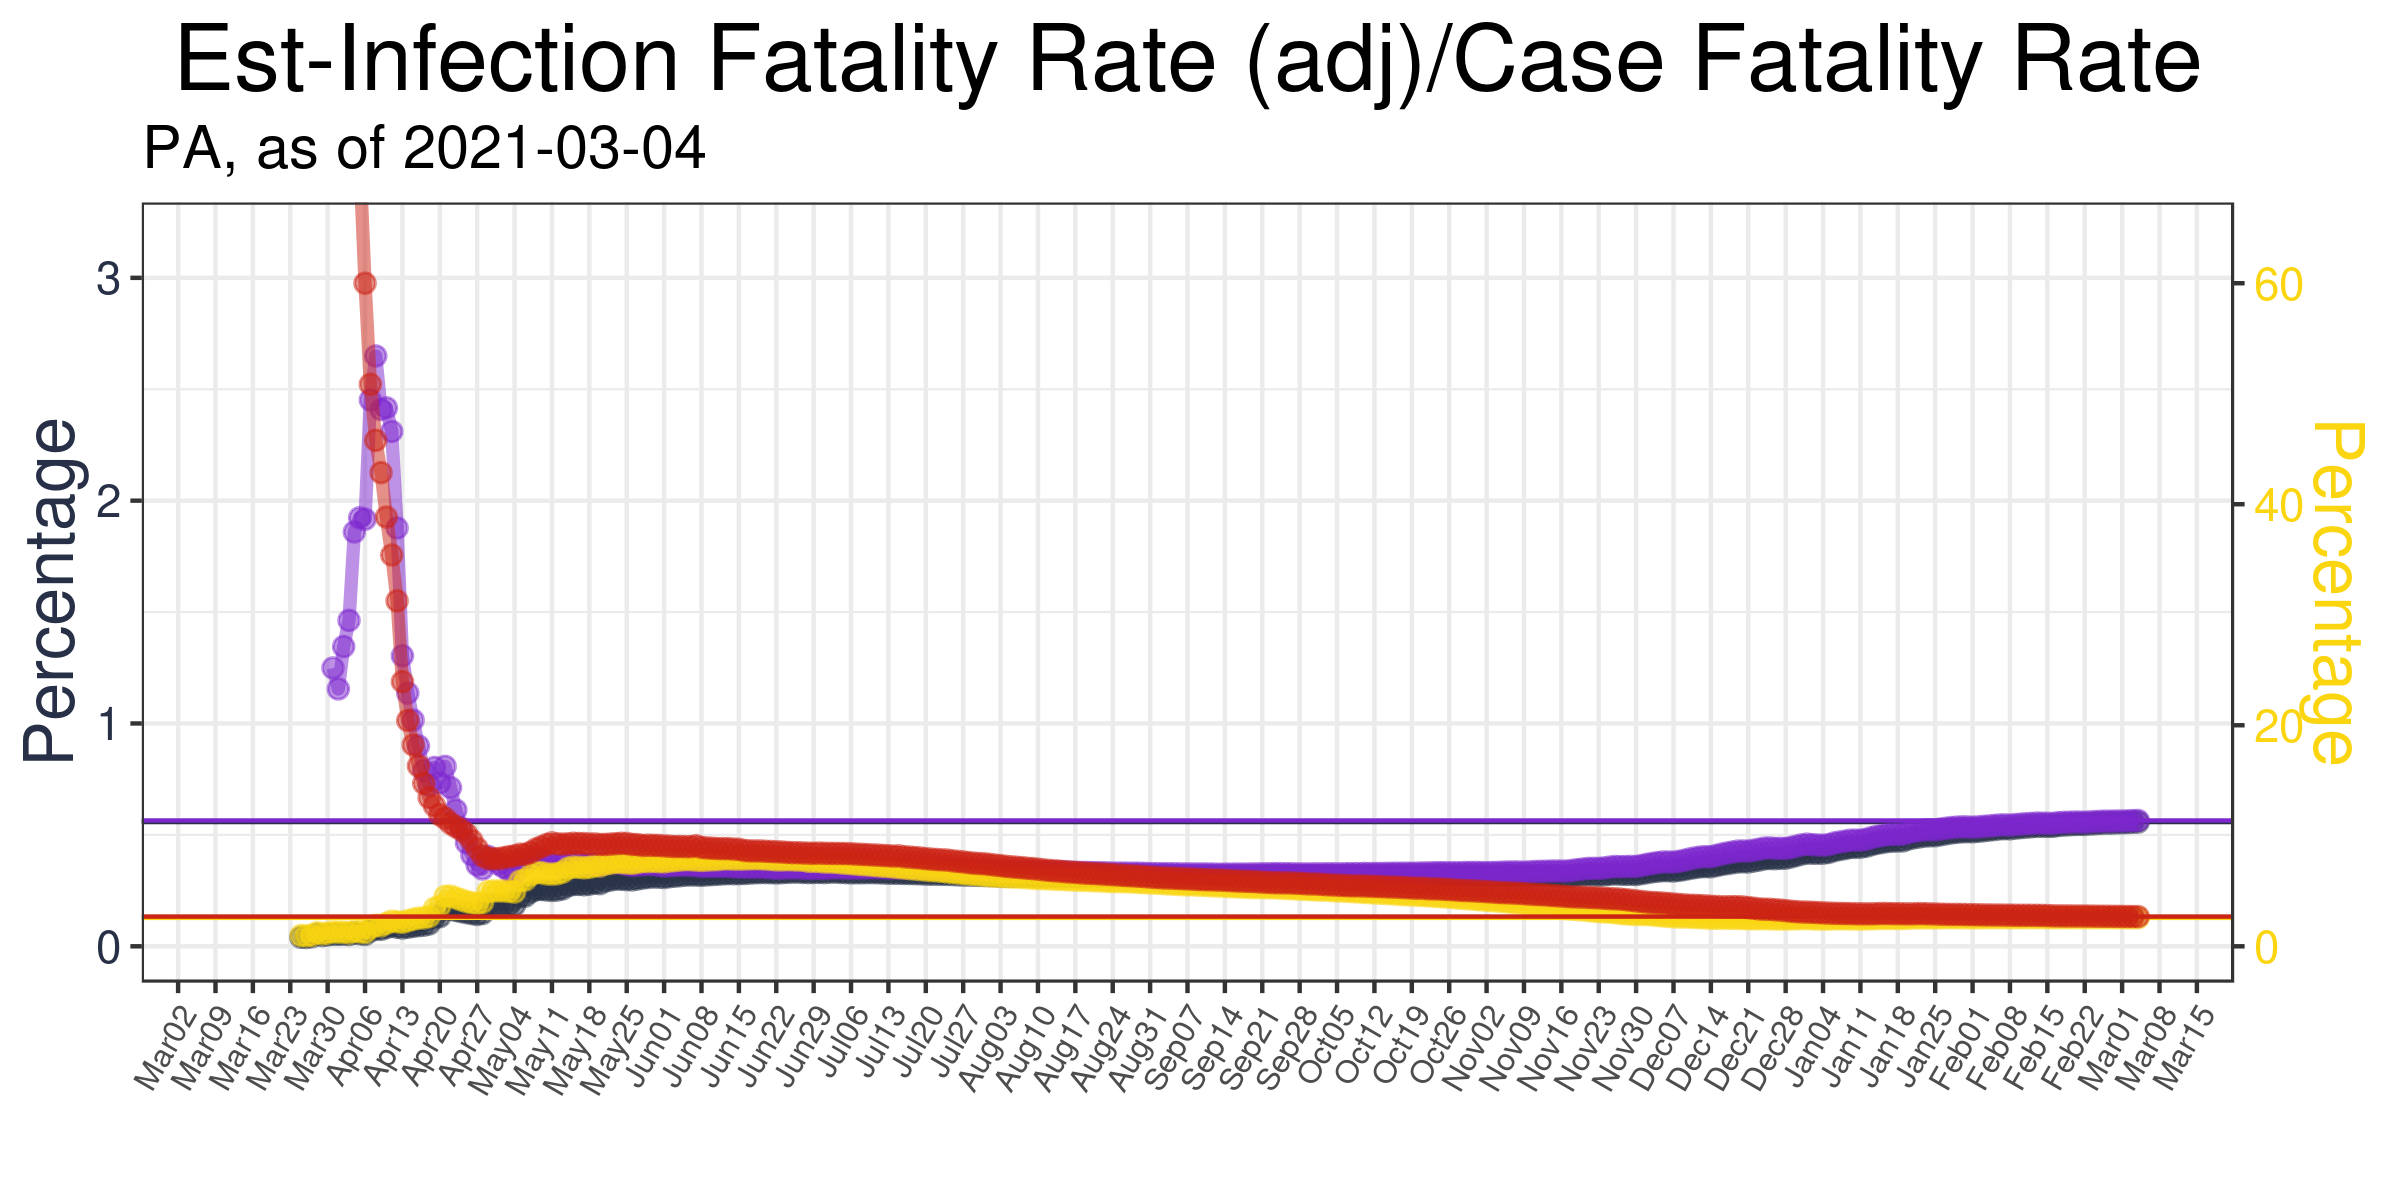 Est-Infection Fatality Rate (adj)/Case Fatality Rate
PA, as of 2021-03-04
Percentage
3
2
1
0
60
40
20
0
Percentage
Mar02
Mar09
Mar16
Mar23
Mar30
Apr06
Apr13
Apr20
Apr27
May04
May11
May18
May25
Jun01
Jun08
Jun15
Jun22
Jun29
Jul06
Jul13
Jul20
Jul27
Aug03
Aug10
Aug17
Aug24
Aug31
Sep07
Sep14
Sep21
Sep28
Oct05
Oct12
Oct19
Oct26
Nov02
Nov09
Nov16
Nov23
Nov30
Dec07
Dec14
Dec21
Dec28
Jan04
Jan11
Jan18
Jan25
Feb01
Feb08
Feb15
Feb22
Mar01
Mar08
Mar15